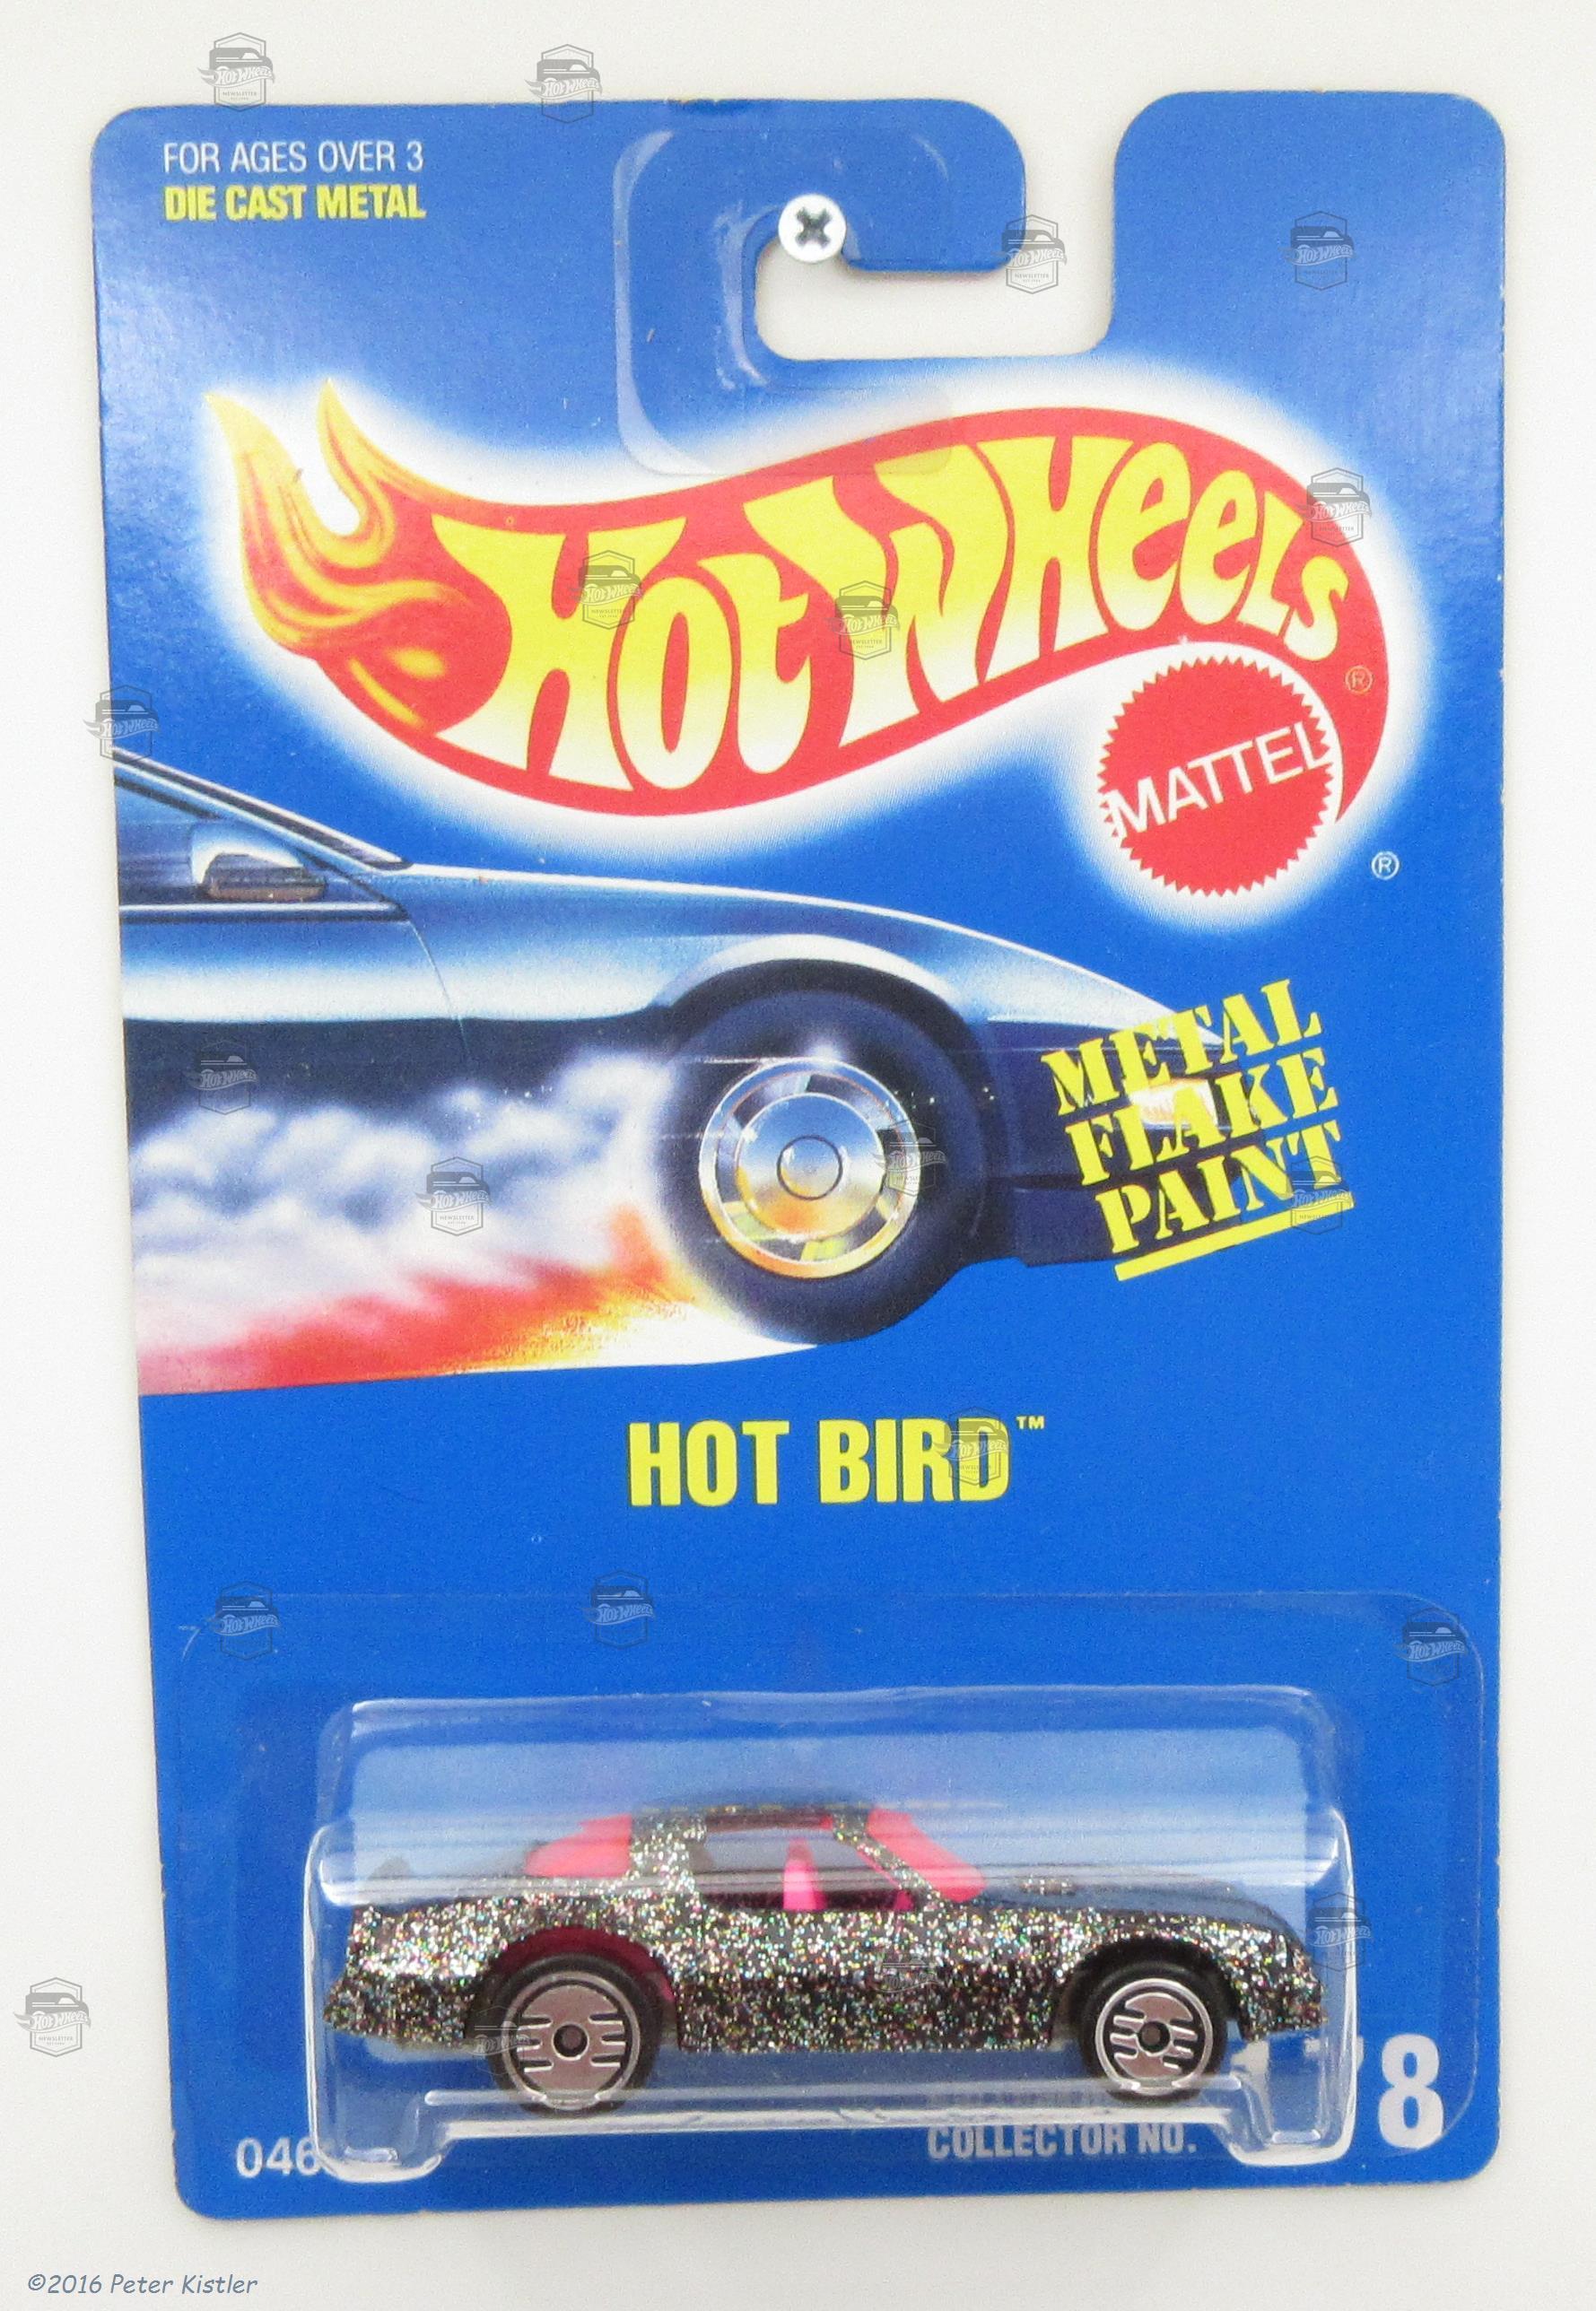 FOR AGES OVER 3
DIE CAST METAL
HOT WHEELS ®
MATTEL
®
METAL
FLAKE
PAINT
HOT BIRD™
COLLECTOR NO.
©2016 Peter Kistler